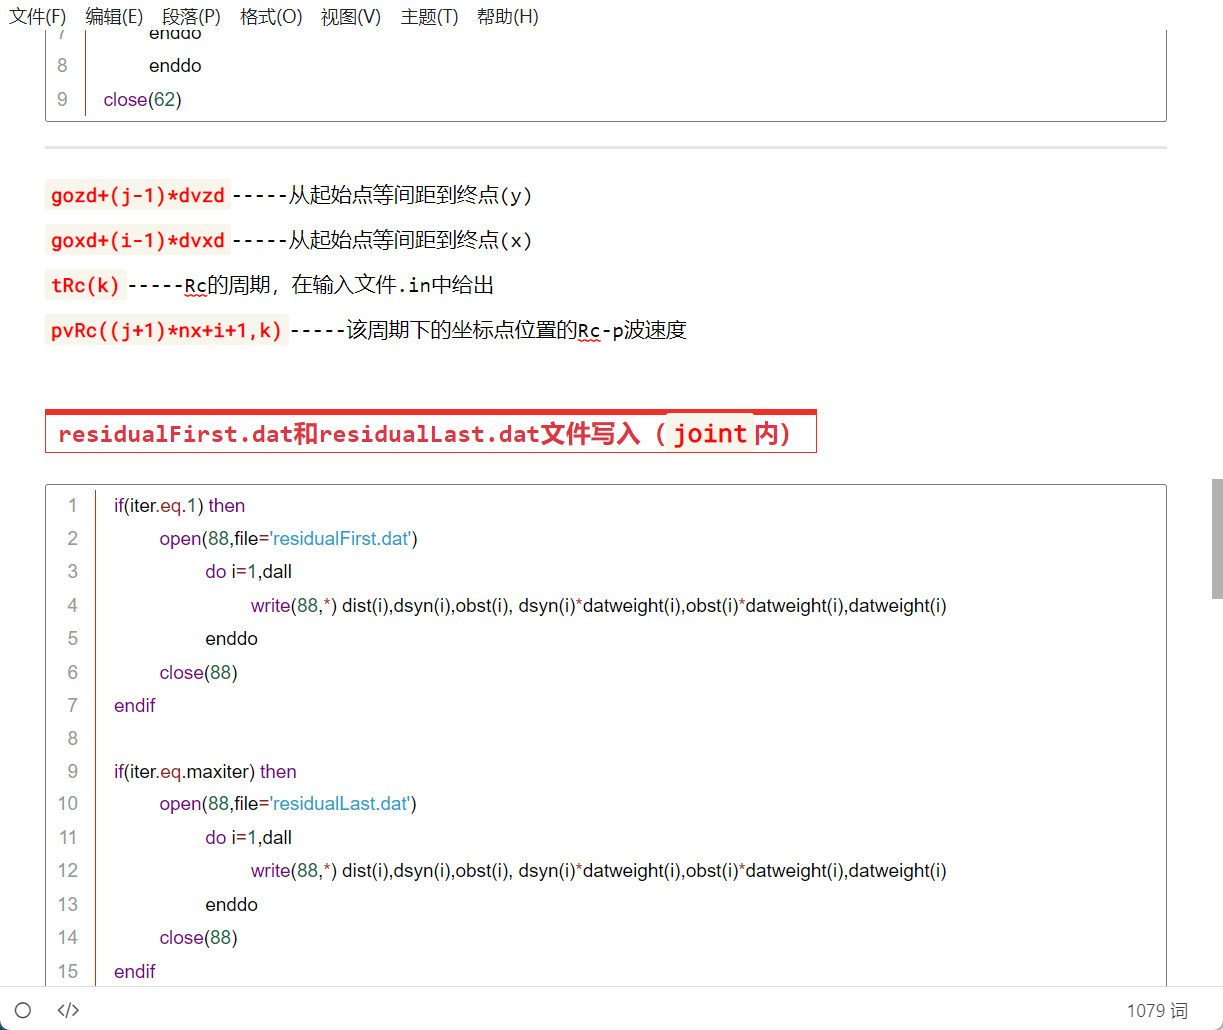 文件(F) 编辑(E) 段落(P) 格式(O) 视图(V) 主题(T) 帮助(H)
7 enddo
8 enddo
9 close(62)
gozd+(j-1)*dvzd-----从起始点等间距到终点(y)
goxd+(i-1)*dvxd-----从起始点等间距到终点(x)
tRc(k)-----Rc的周期，在输入文件.in中给出
pvRc((j+1)*nx+i+1,k)-----该周期下的坐标点位置的Rc-p波速度
residualFirst.dat和residualLast.dat文件写入（joint内）
1 if(iter.eq.1) then
2 open(88,file='residualFirst.dat')
3 do i=1,dall
4 write(88,*) dist(i),dsyn(i),obst(i), dsyn(i)*datweight(i),obst(i)*datweight(i),datweight(i)
5 enddo
6 close(88)
7 endif
8
9 if(iter.eq.maxiter) then
10 open(88,file='residualLast.dat')
11 do i=1,dall
12 write(88,*) dist(i),dsyn(i),obst(i), dsyn(i)*datweight(i),obst(i)*datweight(i),datweight(i)
13 enddo
14 close(88)
15 endif
</> 1079 词